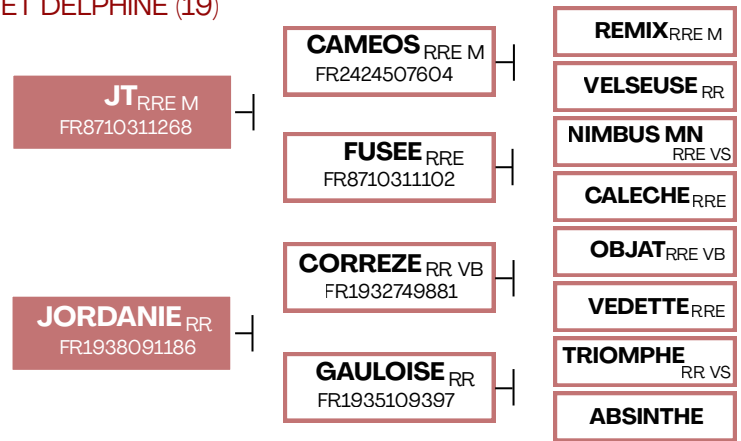 ET DELPHINE (19)
JT RRE M
FR8710311268
CAMEOS RRE M
FR2424507604
FUSEE RRE
FR8710311102
REMIX RRE M
VELSEUSE RR
NIMBUS MN
RRE VS
CALECHE RRE
JORDANIE RR
FR1938091186
CORREZE RR VB
FR1932749881
GAULOISE RR
FR1935109397
OBJAT RRE VB
VEDETTE RRE
TRIOMPHE
RR VS
ABSINTHE